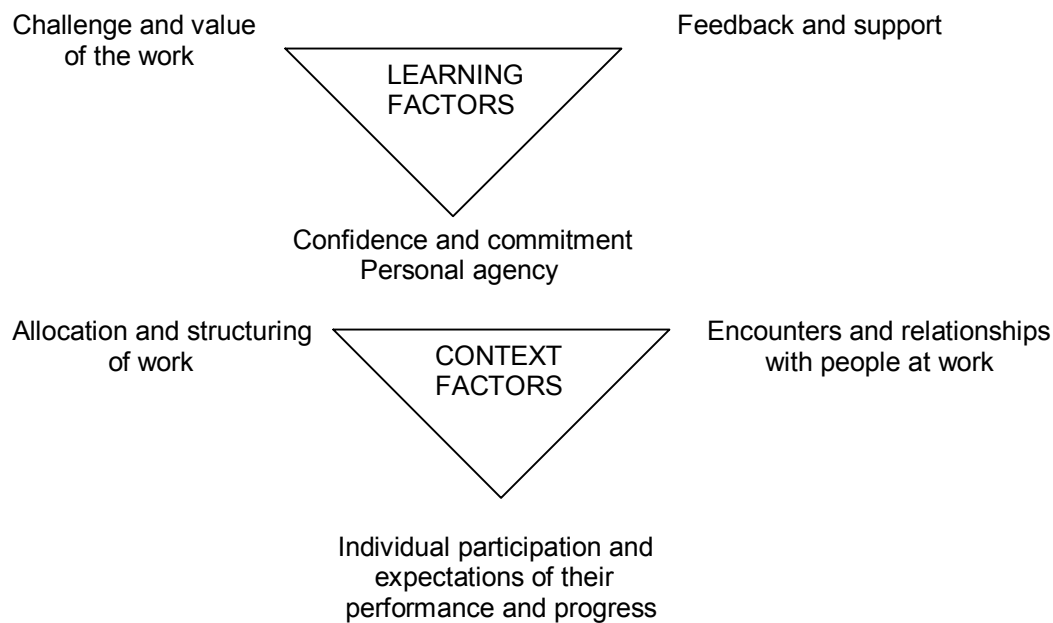 Challenge and value
of the work
Feedback and support
LEARNING
FACTORS
Confidence and commitment
Personal agency
Allocation and structuring
of work
Encounters and relationships
with people at work
CONTEXT
FACTORS
Individual participation and
expectations of their
performance and progress